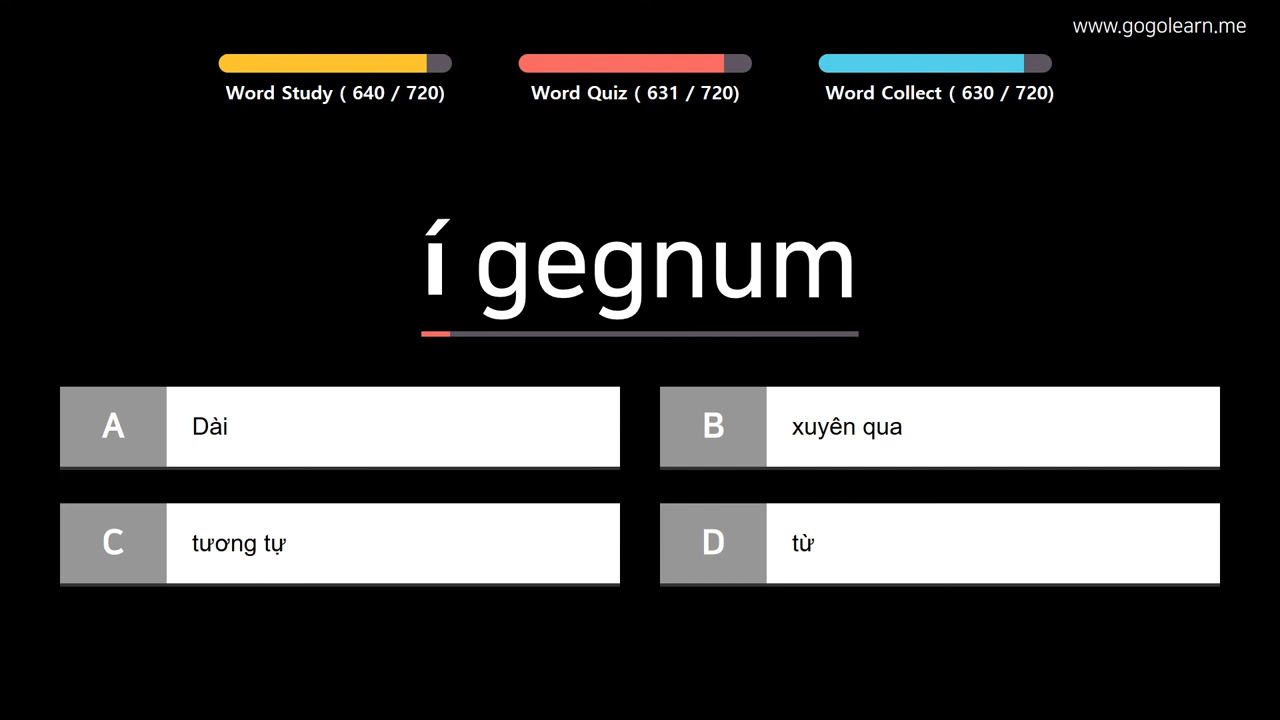 www.gogolearn.me
Word Study ( 640 / 720)
Word Quiz ( 631 / 720)
Word Collect ( 630 / 720)
í gegnum
A Dài
B xuyên qua
C tương tự
D từ